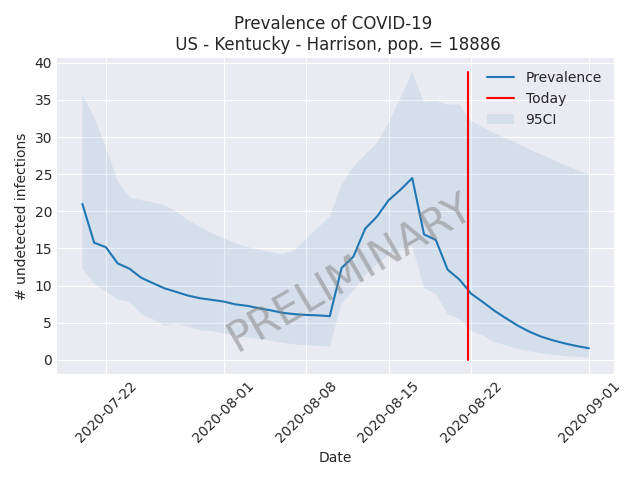 Prevalence of COVID-19
US - Kentucky - Harrison, pop. = 18886
40
35
30
25
20
15
10
5
0
# undetected infections
Prevalence
Today
95CI
PRELIMINARY
2020-07-22
2020-08-01
2020-08-08
2020-08-15
2020-08-22
2020-09-01
Date